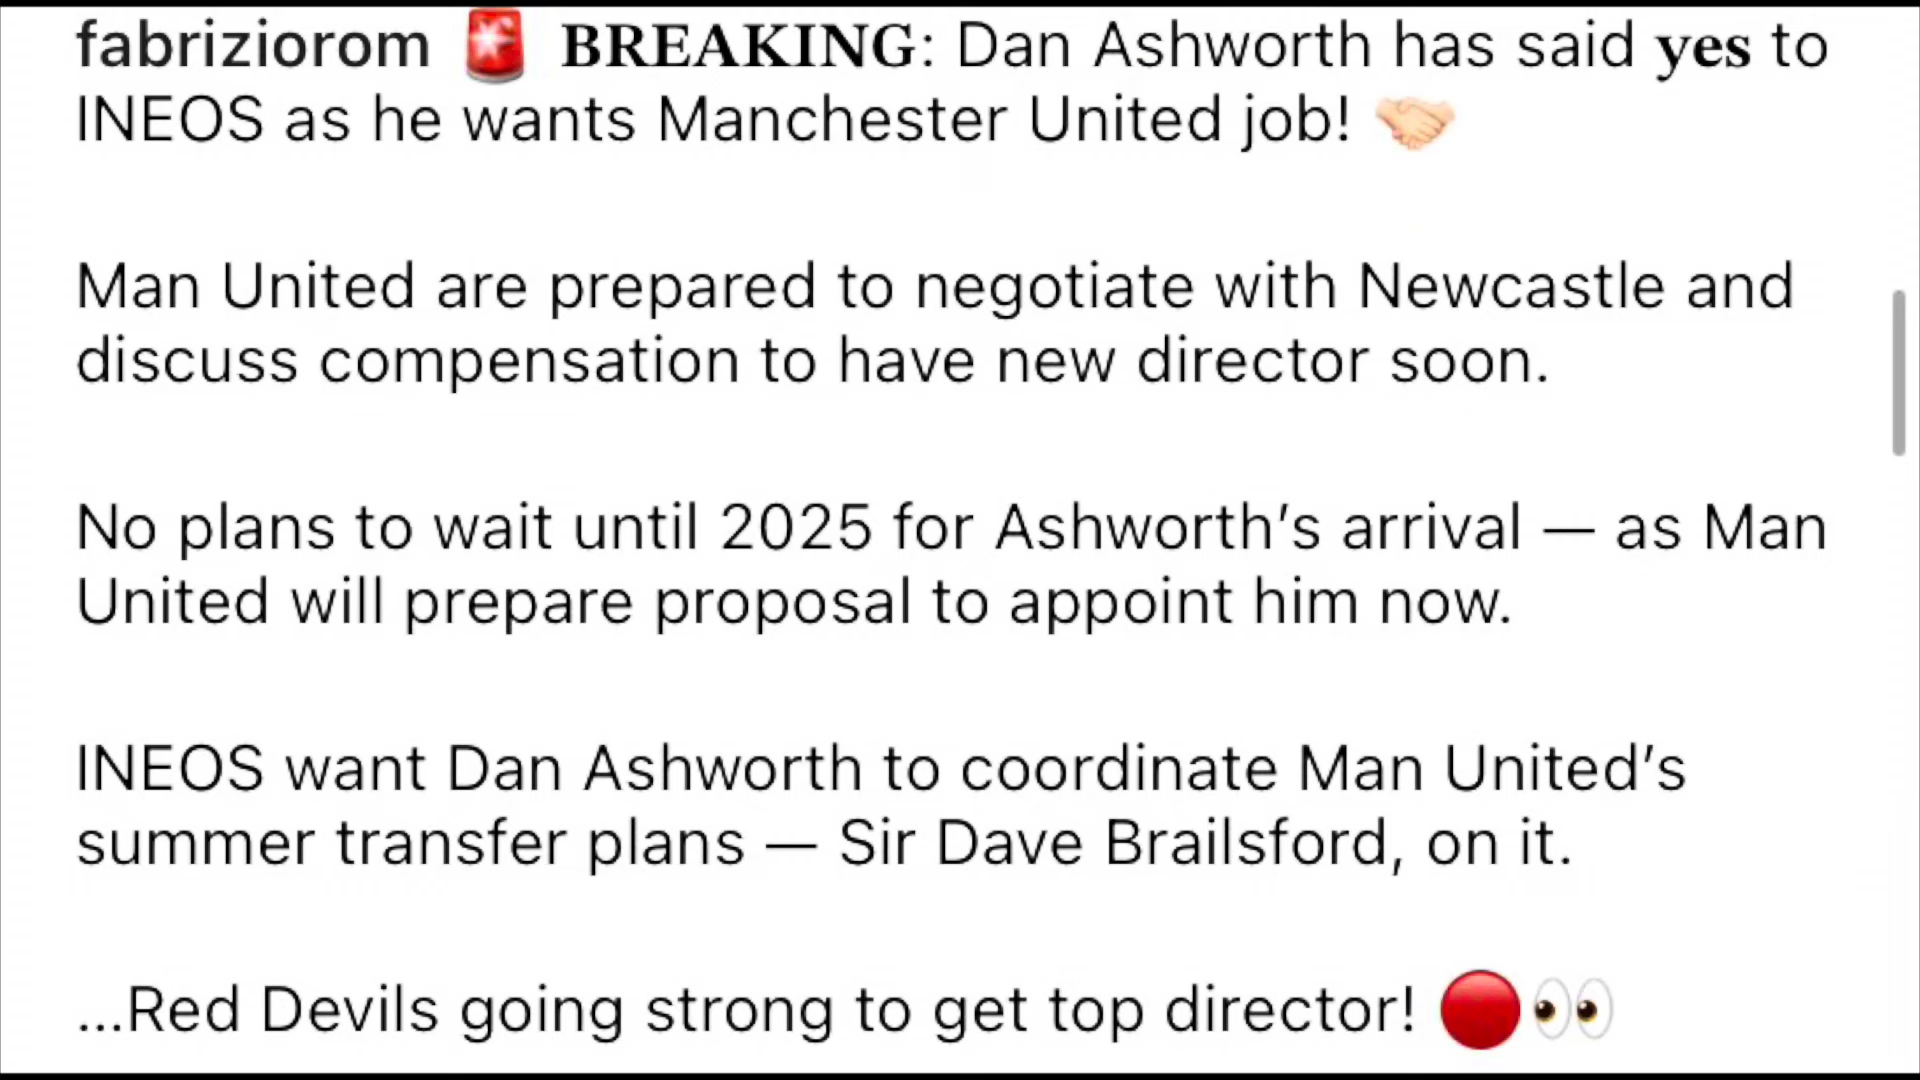 fabriziorom 🚨 𝐁𝐑𝐄𝐀𝐊𝐈𝐍𝐆: Dan Ashworth has said 𝐲𝐞𝐬 to
INEOS as he wants Manchester United job! 🤝🏻
Man United are prepared to negotiate with Newcastle and
discuss compensation to have new director soon.
No plans to wait until 2025 for Ashworth’s arrival — as Man
United will prepare proposal to appoint him now.
INEOS want Dan Ashworth to coordinate Man United’s
summer transfer plans — Sir Dave Brailsford, on it.
…Red Devils going strong to get top director! 🔴👀